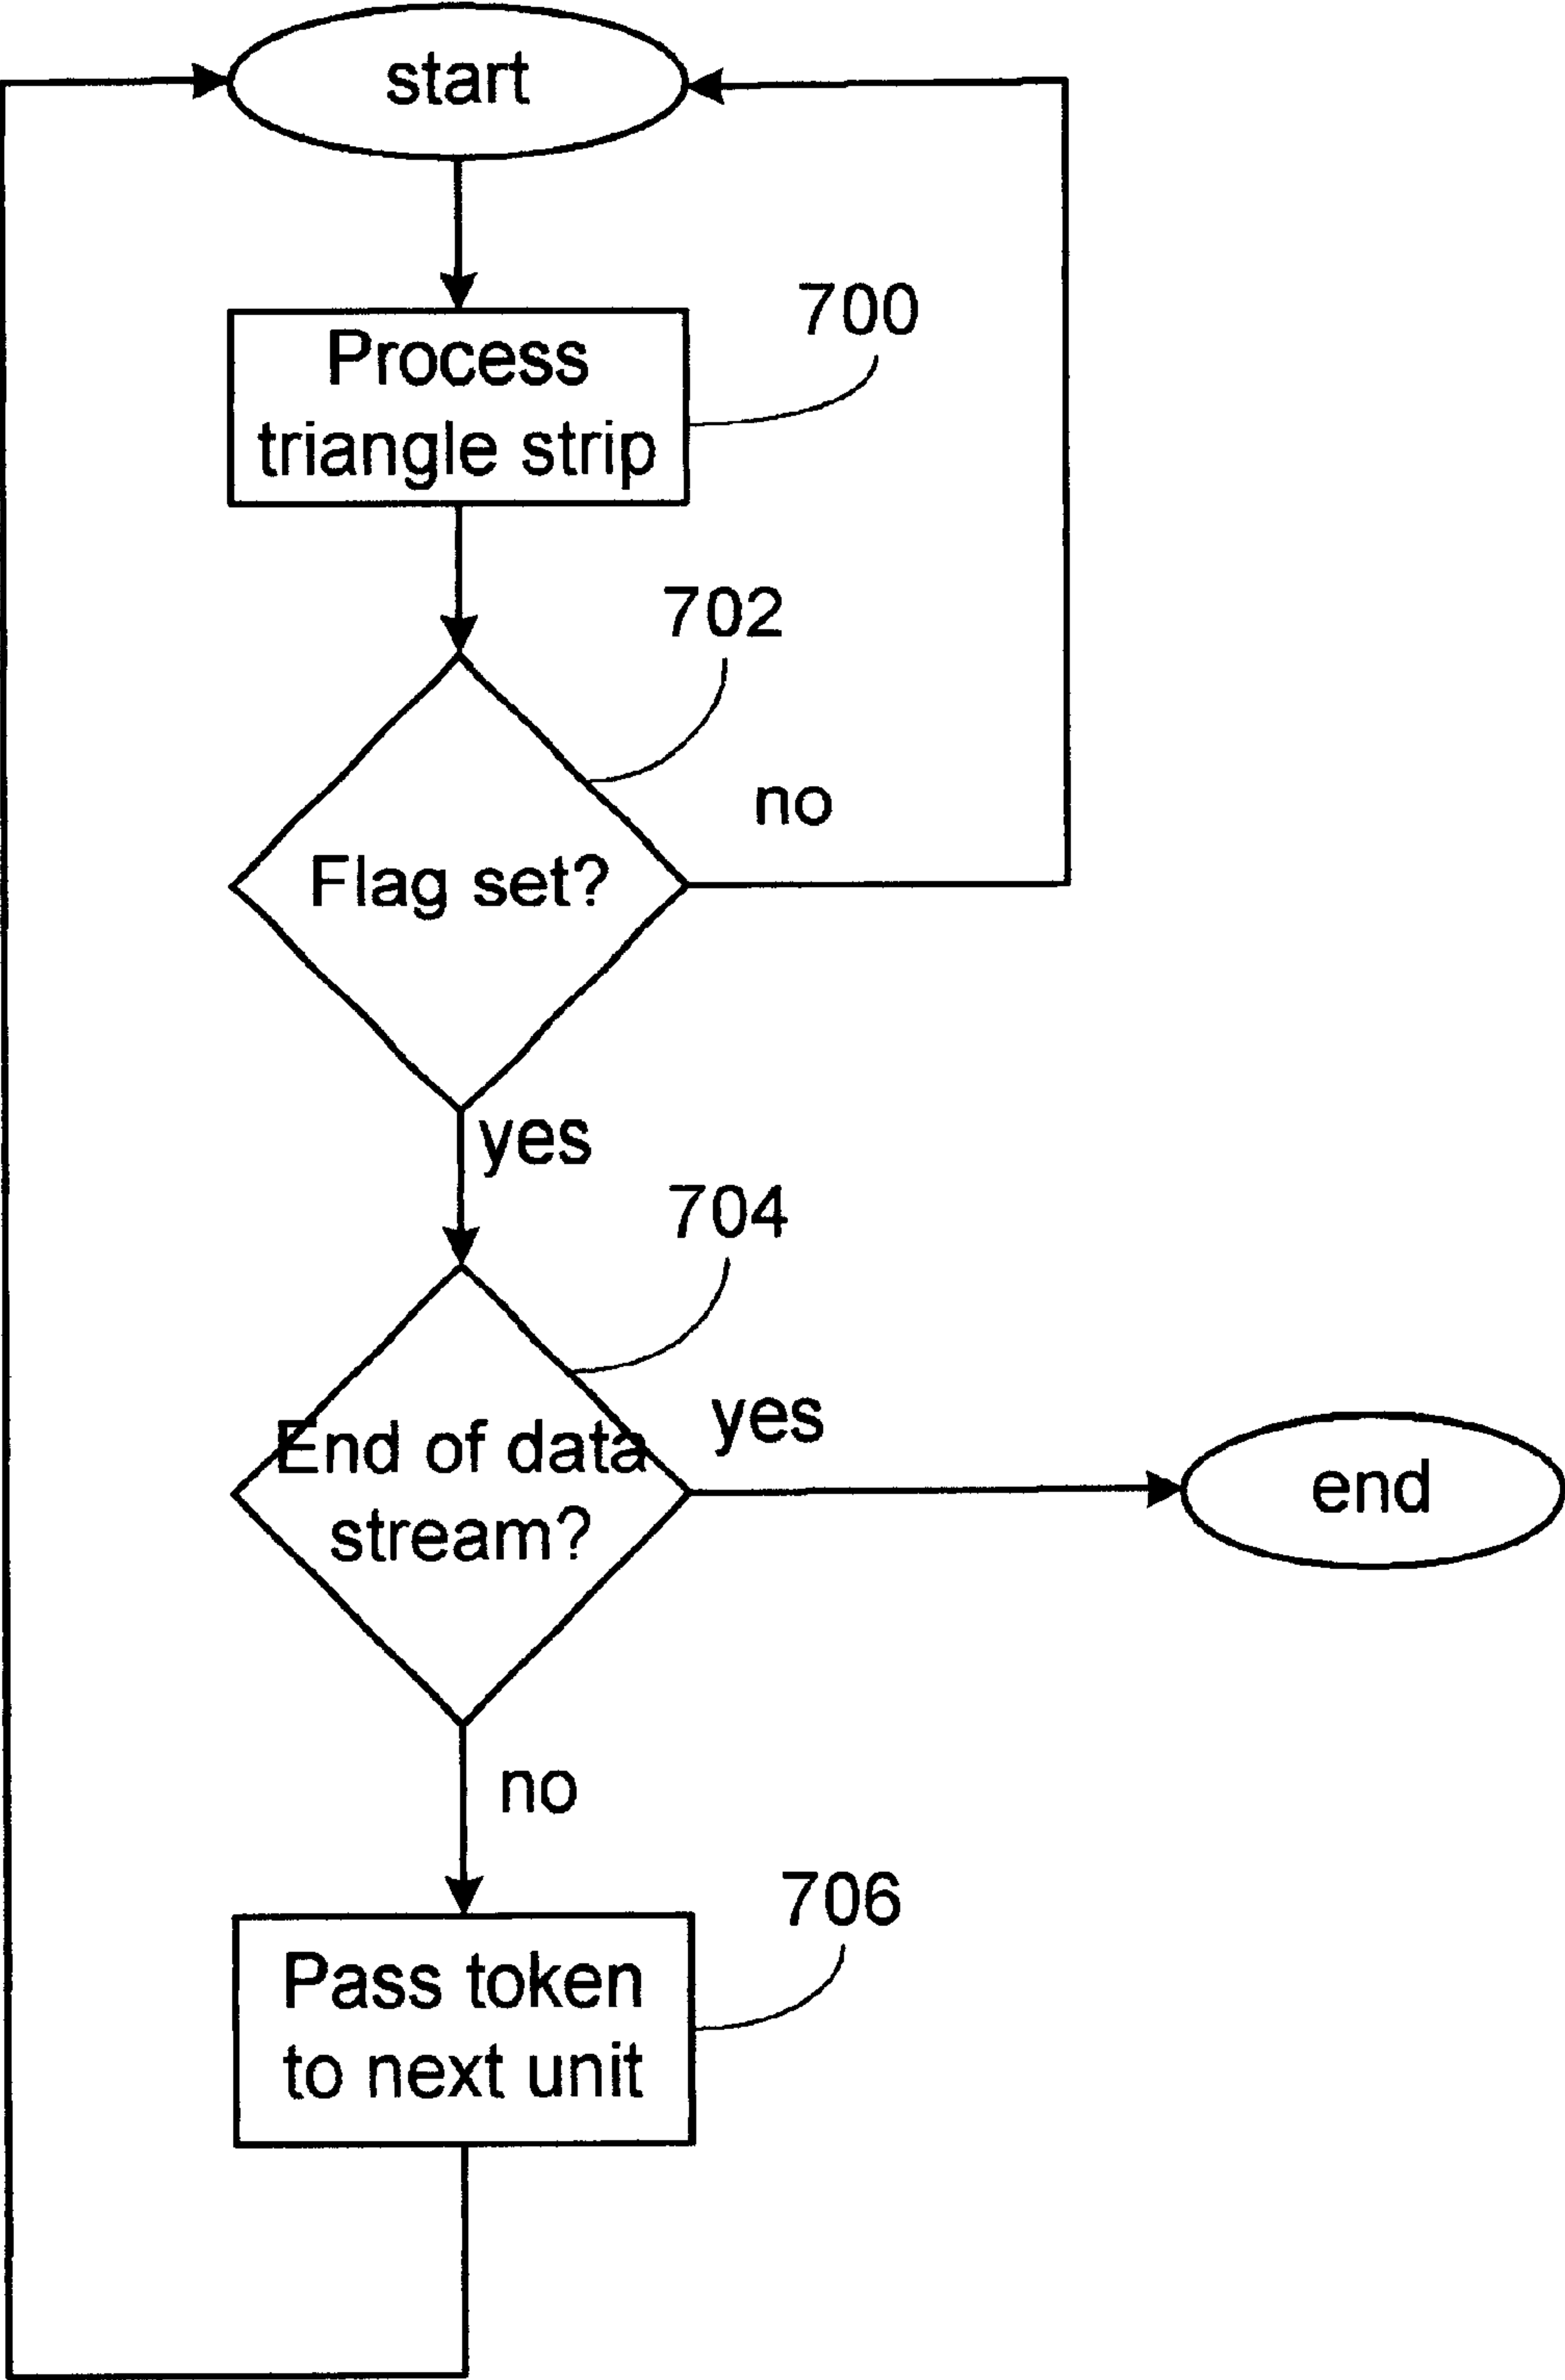 start
700
Process
triangle strip
702
no
Flag set?
yes
704
yes
End of data
stream?
end
no
706
Pass token
to next unit